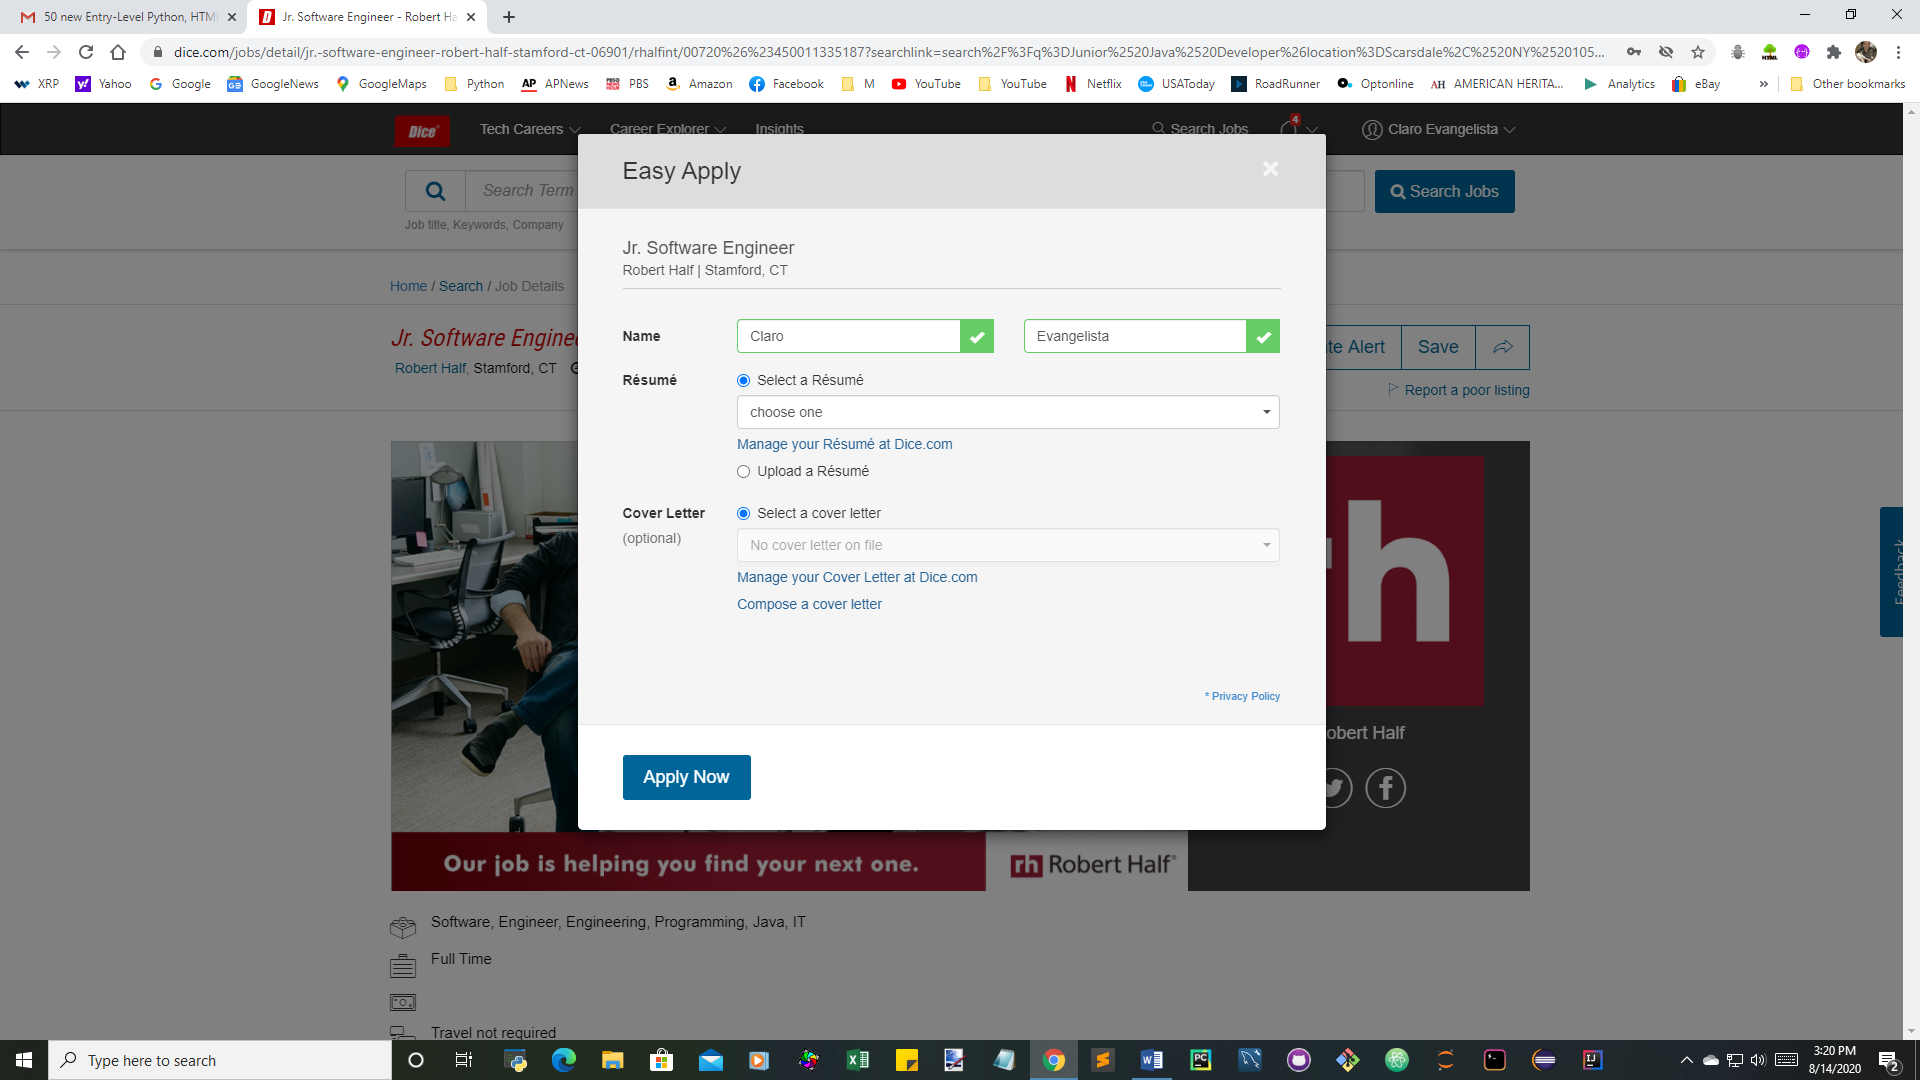 50 new Entry-Level Python, HTM
Jr. Software Engineer - Robert Ha
dice.com/jobs/detail/jr.-software-engineer-robert-half-stamford-ct-06901/rhalfint/00720%26%23450011335187?searchlink=search%2F%3Fq%3DJunior%2520Java%2520Developer%26location%3DScarsdale%2C%2520NY%2520105...
XRP Yahoo Google GoogleNews GoogleMaps Python APNews PBS Amazon Facebook M YouTube YouTube Netflix USAToday RoadRunner Optonline AH AMERICAN HERITA... Analytics eBay » Other bookmarks
Dice Tech Careers Career Explorer Insights Search Jobs 4 Claro Evangelista
Search Term
Search Jobs
Job title, Keywords, Company
Home / Search / Job Details
Jr. Software Enginee
Robert Half, Stamford, CT
te Alert
Save
Report a poor listing
Easy Apply
Jr. Software Engineer
Robert Half | Stamford, CT
Name
Claro
Evangelista
Résumé
Select a Résumé
choose one
Manage your Résumé at Dice.com
Upload a Résumé
Cover Letter
(optional)
Select a cover letter
No cover letter on file
Manage your Cover Letter at Dice.com
Compose a cover letter
* Privacy Policy
Apply Now
h
obert Half
Feedback
Our job is helping you find your next one.
rh Robert Half
Software, Engineer, Engineering, Programming, Java, IT
Full Time
Travel not required
Type here to search
3:20 PM
8/14/2020
2